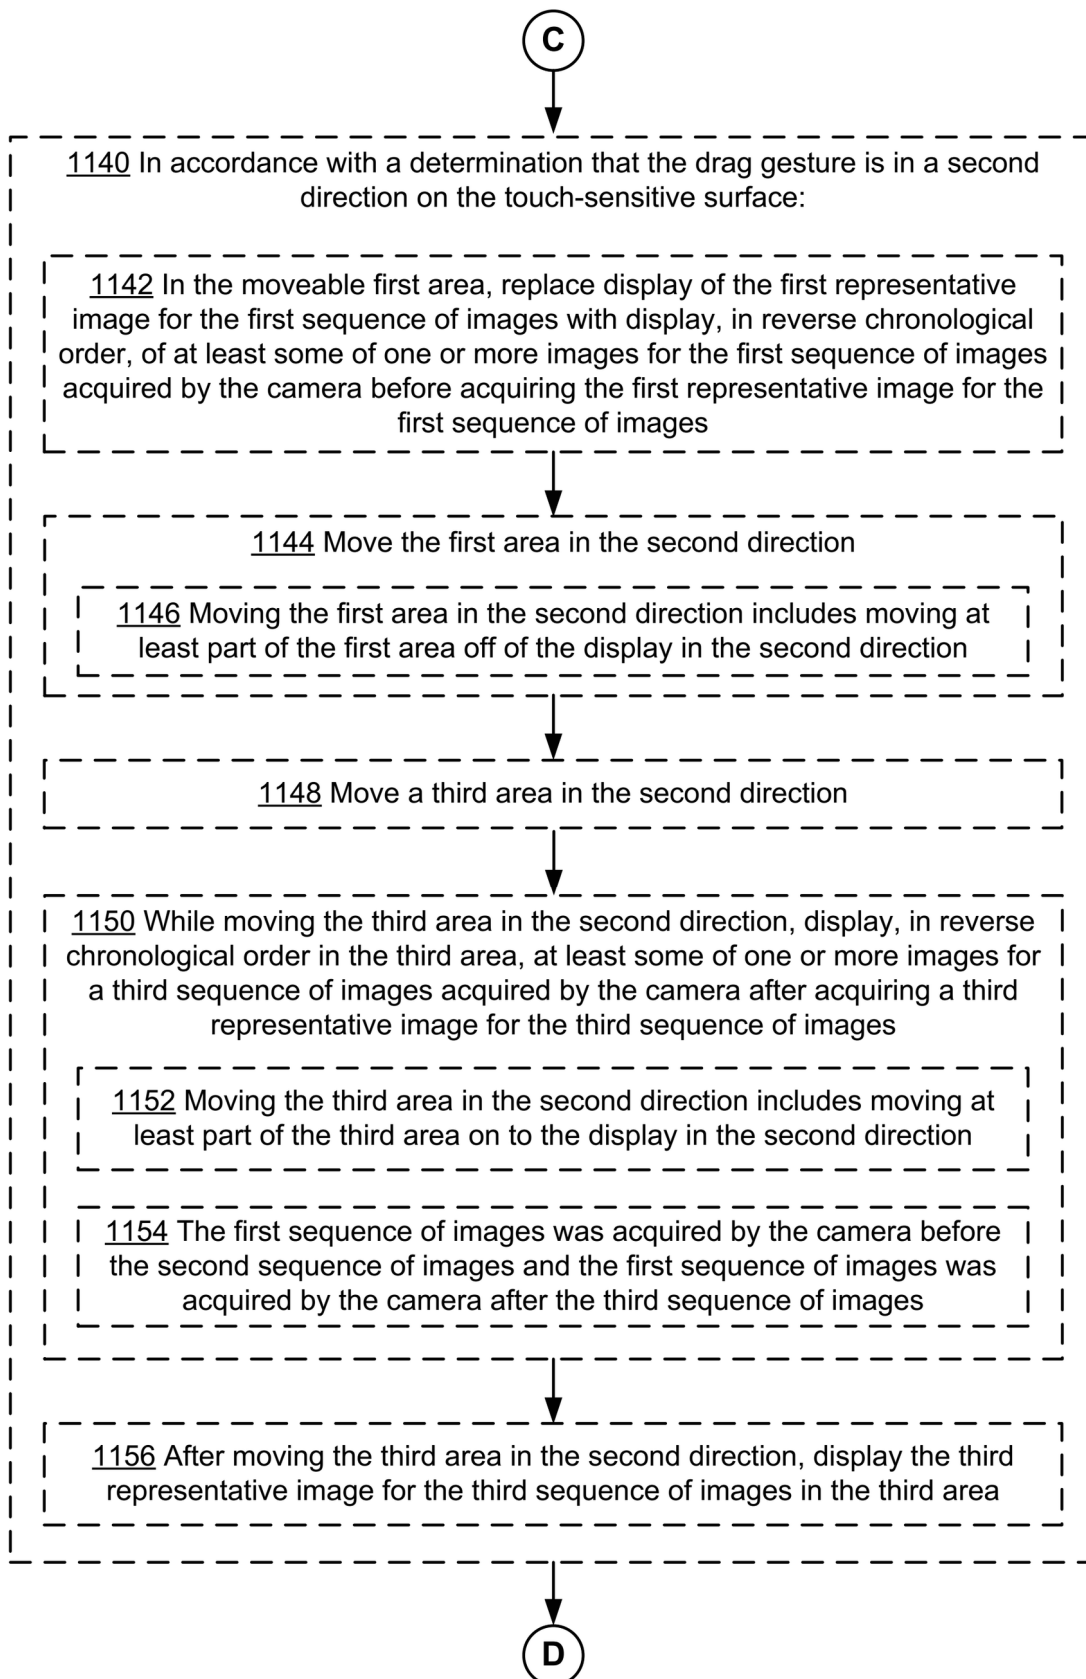 C
1140 In accordance with a determination that the drag gesture is in a second
direction on the touch-sensitive surface:
1142 In the moveable first area, replace display of the first representative
image for the first sequence of images with display, in reverse chronological
order, of at least some of one or more images for the first sequence of images
acquired by the camera before acquiring the first representative image for the
first sequence of images
1144 Move the first area in the second direction
1146 Moving the first area in the second direction includes moving at
least part of the first area off of the display in the second direction
1148 Move a third area in the second direction
1150 While moving the third area in the second direction, display, in reverse
chronological order in the third area, at least some of one or more images for
a third sequence of images acquired by the camera after acquiring a third
representative image for the third sequence of images
1152 Moving the third area in the second direction includes moving at
least part of the third area on to the display in the second direction
1154 The first sequence of images was acquired by the camera before
the second sequence of images and the first sequence of images was
acquired by the camera after the third sequence of images
1156 After moving the third area in the second direction, display the third
representative image for the third sequence of images in the third area
D